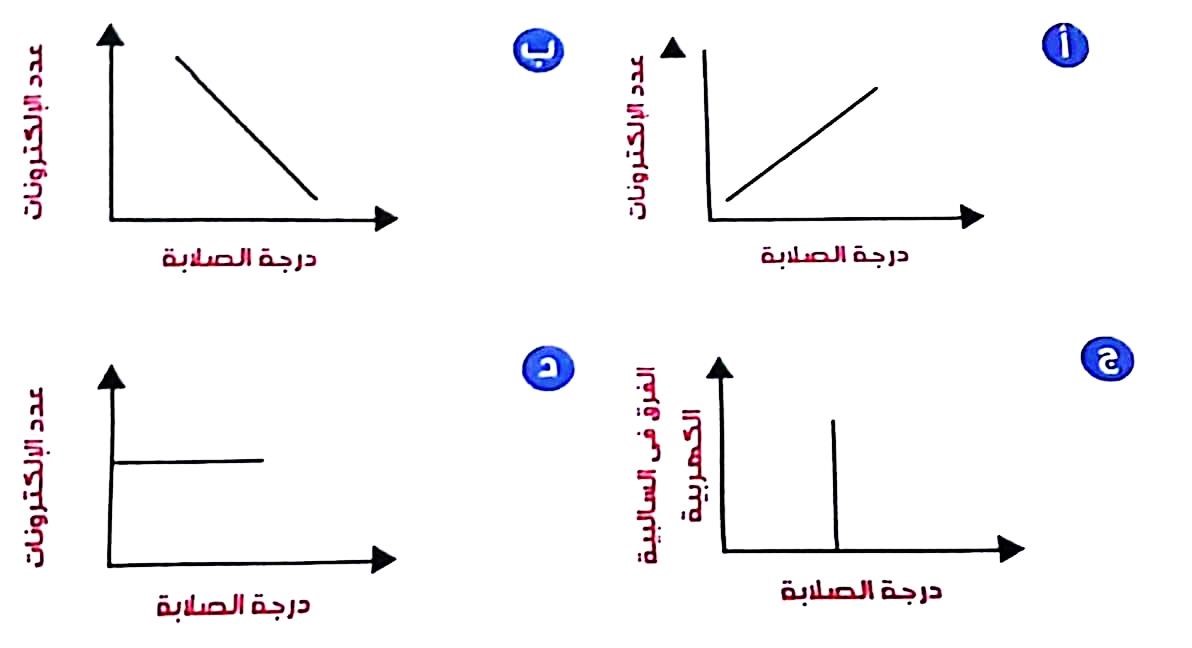 أ
عدد الإلكترونات
درجة الصلابة
ب
عدد الإلكترونات
درجة الصلابة
ج
الفرق فى السالبية
الكهربية
درجة الصلابة
د
عدد الإلكترونات
درجة الصلابة